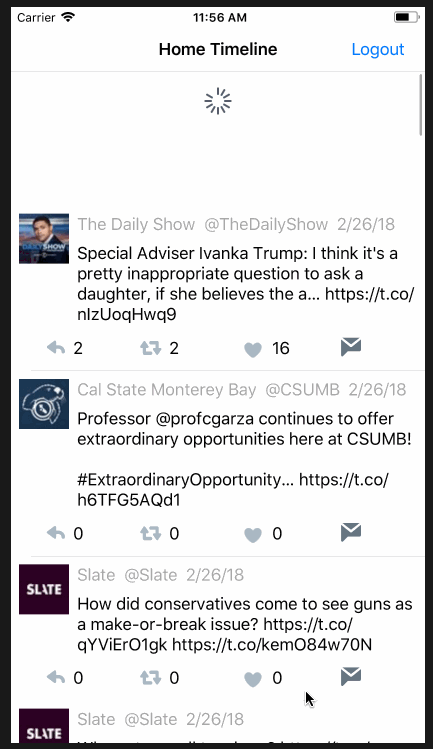 Carrier 11:56 AM
Home Timeline Logout
The Daily Show @TheDailyShow 2/26/18
Special Adviser Ivanka Trump: I think it's a
pretty inappropriate question to ask a
daughter, if she believes the a... https://t.co/
nIzUoqHwq9
2 2 16
Cal State Monterey Bay @CSUMB 2/26/18
Professor @profcgarza continues to offer
extraordinary opportunities here at CSUMB!
#ExtraordinaryOpportunity... https://t.co/
h6TFG5AQd1
0 0 0
SLATE
Slate @Slate 2/26/18
How did conservatives come to see guns as
a make-or-break issue? https://t.co/
qYViErO1gk https://t.co/kemO84w70N
0 0 0
SLATE
Slate @Slate 2/26/18